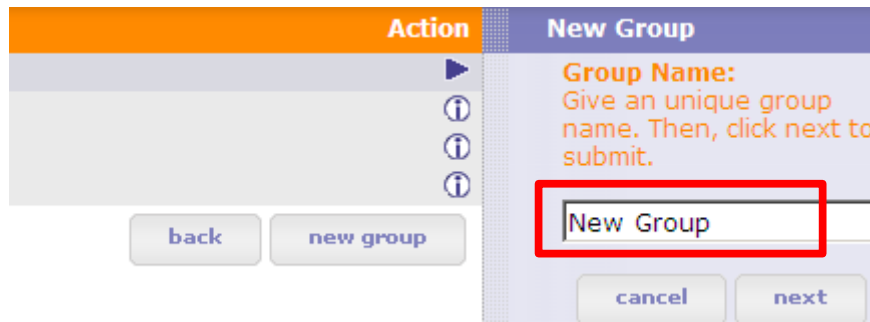 Action
New Group
Group Name:
Give an unique group
name. Then, click next to
submit.
New Group
back
new group
cancel
next